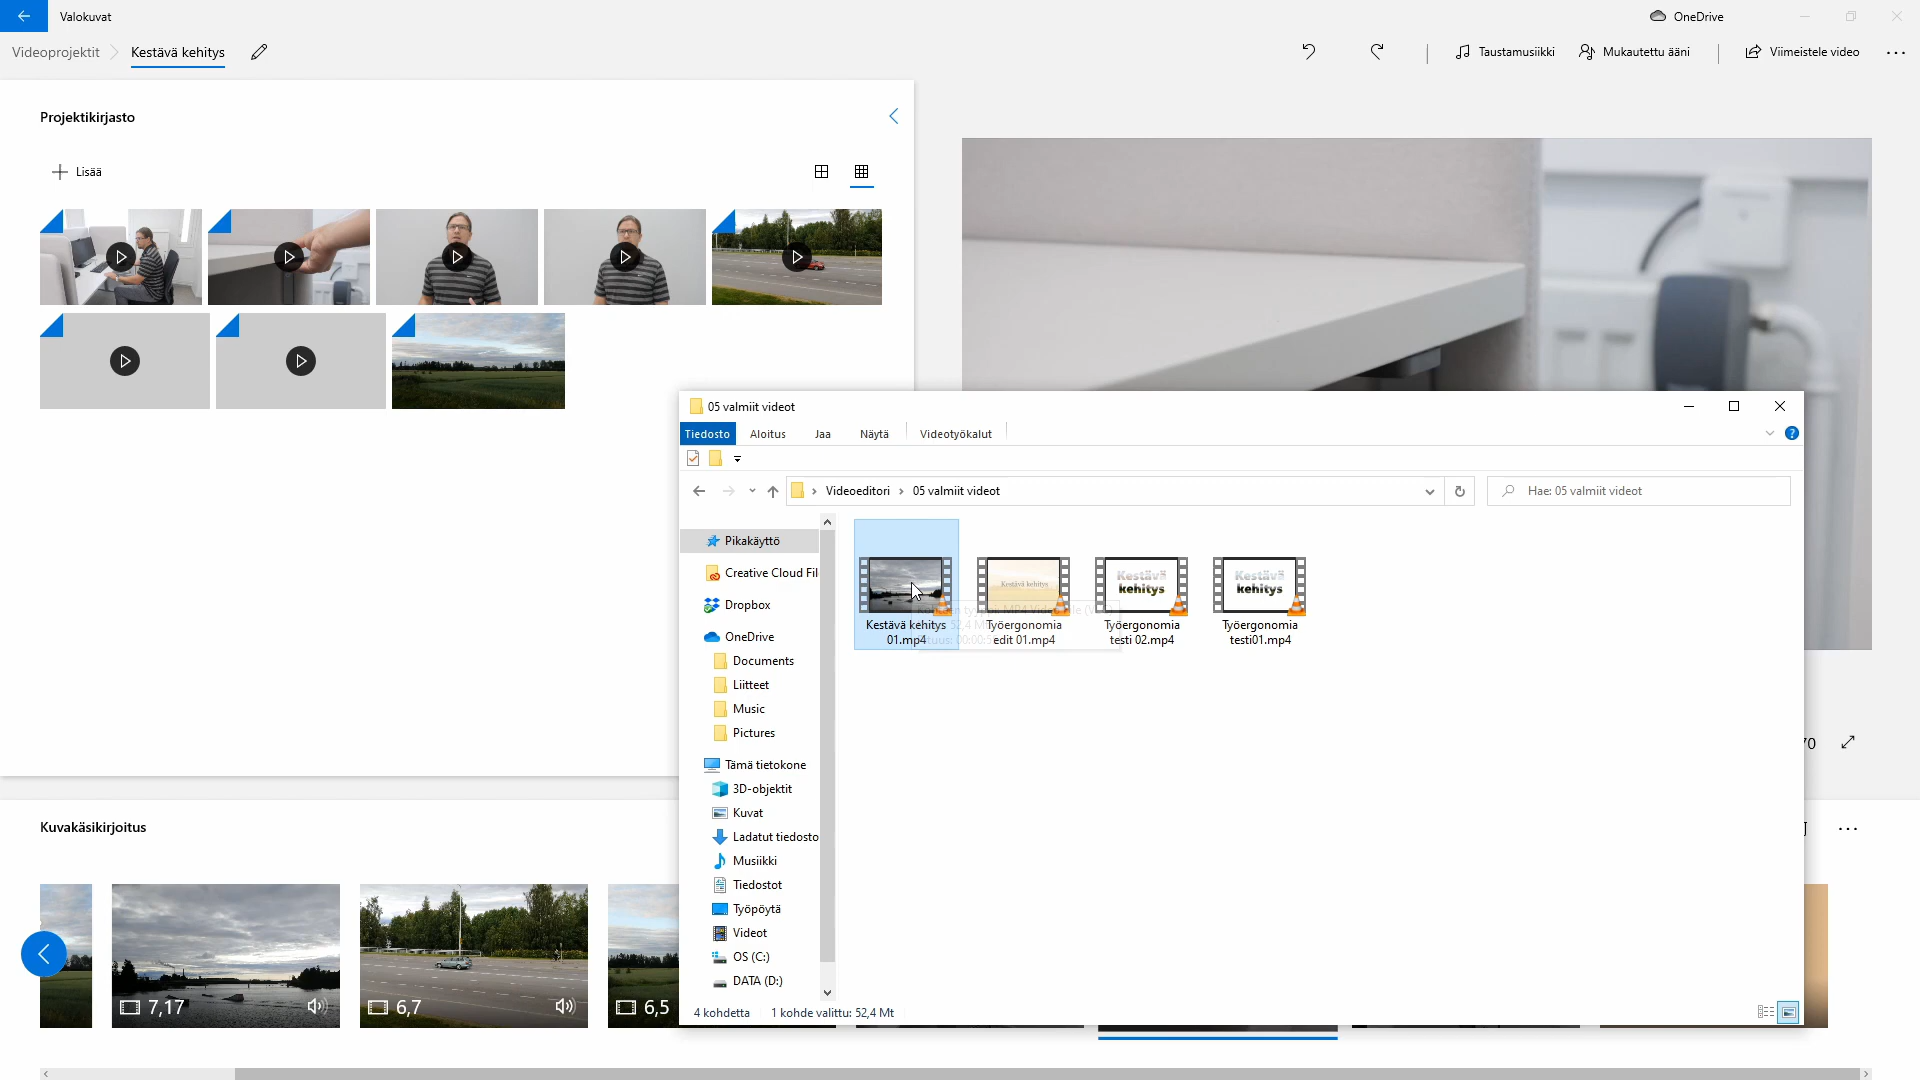 Valokuvat
OneDrive
Videoprojektit
Kestävä kehitys
Taustamusiikki
Mukautettu ääni
Viimeistele video
Projektikirjasto
Lisää
05 valmiit videot
Tiedosto
Aloitus
Jaa
Näytä
Videotyökalut
Videoeditori
05 valmiit videot
Hae: 05 valmiit videot
Pikakäyttö
Creative Cloud Fil
Dropbox
OneDrive
Documents
Liitteet
Music
Pictures
Tämä tietokone
3D-objektit
Kuvat
Ladatut tiedosto
Musiikki
Tiedostot
Työpöytä
Videot
OS (C:)
DATA (D:)
Kestävä kehitys
Kestävä
kehitys
Kestävä
kehitys
Kestävä kehitys
01.mp4
Työergonomia
edit 01.mp4
Työergonomia
testi 02.mp4
Työergonomia
testi01.mp4
4 kohdetta
1 kohde valittu: 52,4 Mt
Kuvakäsikirjoitus
7,17
6,7
6,5